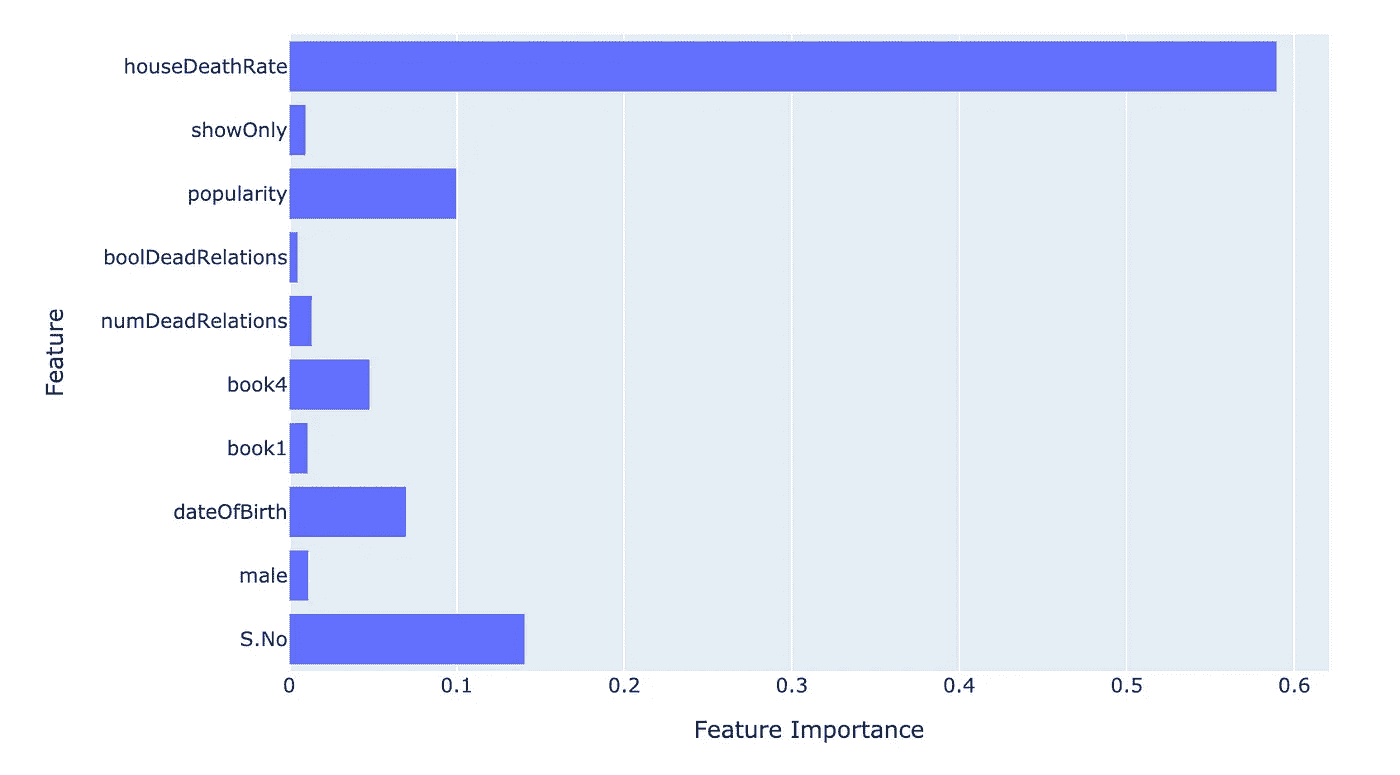 houseDeathRate
showOnly
popularity
boolDeadRelations
numDeadRelations
book4
book1
dateOfBirth
male
S.No
Feature
0 0.1 0.2 0.3 0.4 0.5 0.6
Feature Importance